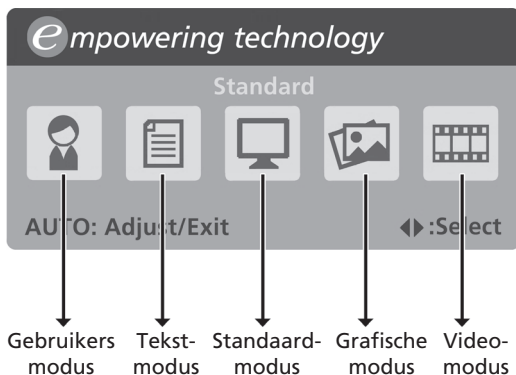 empowering technology
Standard
AUTO: Adjust/Exit
:Select
Gebruikers Tekst- Standaard- Grafische Video-
modus modus modus modus modus